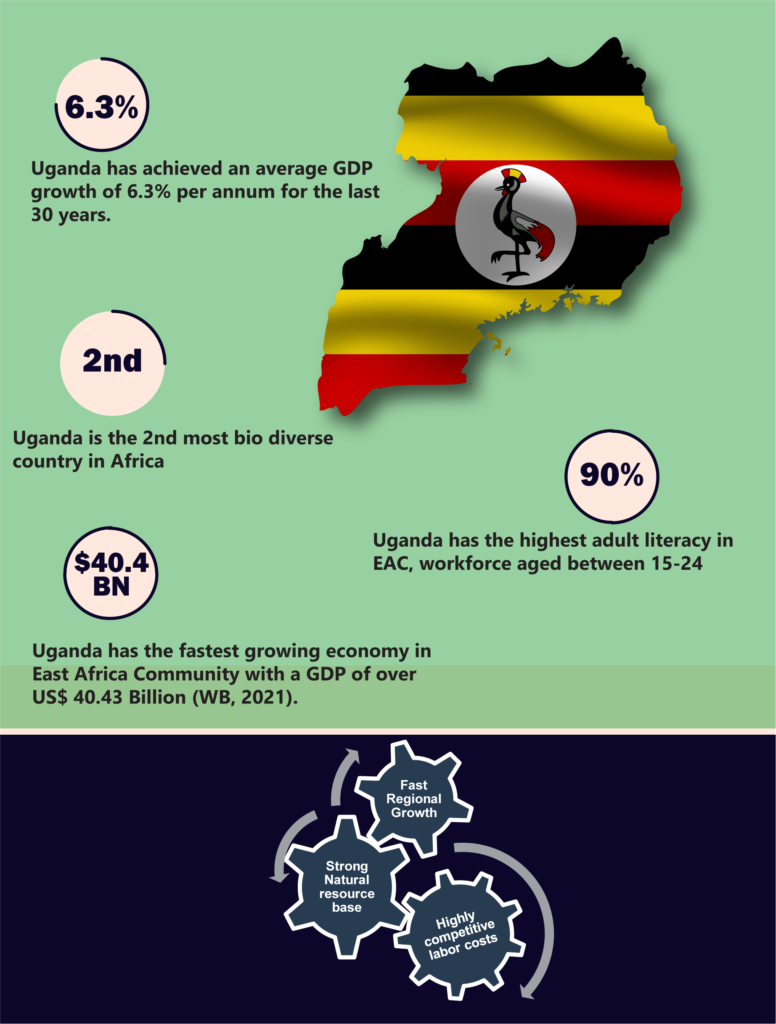 6.3%
Uganda has achieved an average GDP
growth of 6.3% per annum for the last
30 years.
2nd
Uganda is the 2nd most bio diverse
country in Africa
90%
Uganda has the highest adult literacy in
EAC, workforce aged between 15-24
$40.4
BN
Uganda has the fastest growing economy in
East Africa Community with a GDP of over
US$ 40.43 Billion (WB, 2021).
Fast
Regional
Growth
Strong
Natural
resource
base
Highly
competitive
labor costs